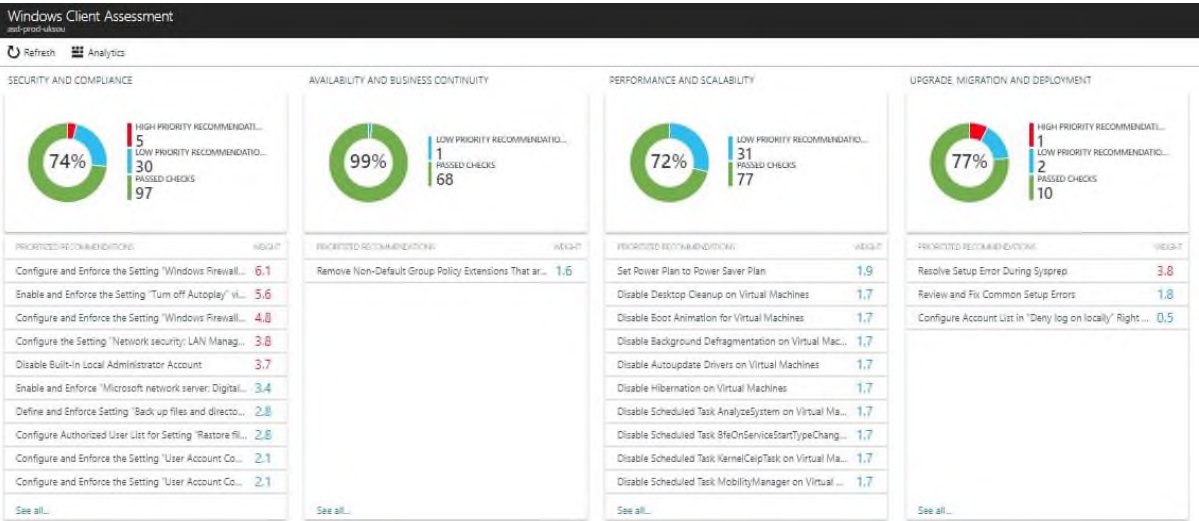 Windows Client Assessment
asd-prod-uksou
Refresh Analytics
SECURITY AND COMPLIANCE
74%
HIGH PRIORITY RECOMMENDATI...
5
LOW PRIORITY RECOMMENDATIO...
30
PASSED CHECKS
97
PRIORITIZED RECOMMENDATIONS WEIGHT
Configure and Enforce the Setting "Windows Firewall... 6.1
Enable and Enforce the Setting "Turn off Autoplay" vi... 5.6
Configure and Enforce the Setting "Windows Firewall... 4.8
Configure the Setting "Network security: LAN Manag... 3.8
Disable Built-in Local Administrator Account 3.7
Enable and Enforce "Microsoft network server: Digital... 3.4
Define and Enforce Setting "Back up files and directo... 2.8
Configure Authorized User List for Setting "Restore fil... 2.8
Configure and Enforce the Setting "User Account Co... 2.1
Configure and Enforce the Setting "User Account Co... 2.1
See all...
AVAILABILITY AND BUSINESS CONTINUITY
99%
LOW PRIORITY RECOMMENDATIO...
1
PASSED CHECKS
68
PRIORITIZED RECOMMENDATIONS WEIGHT
Remove Non-Default Group Policy Extensions That ar... 1.6
See all...
PERFORMANCE AND SCALABILITY
72%
LOW PRIORITY RECOMMENDATIO...
31
PASSED CHECKS
77
PRIORITIZED RECOMMENDATIONS WEIGHT
Set Power Plan to Power Saver Plan 1.9
Disable Desktop Cleanup on Virtual Machines 1.7
Disable Boot Animation for Virtual Machines 1.7
Disable Background Defragmentation on Virtual Mac... 1.7
Disable Autoupdate Drivers on Virtual Machines 1.7
Disable Hibernation on Virtual Machines 1.7
Disable Scheduled Task AnalyzeSystem on Virtual Ma... 1.7
Disable Scheduled Task BfeOnServiceStartTypeChang... 1.7
Disable Scheduled Task KernelCeipTask on Virtual Ma... 1.7
Disable Scheduled Task MobilityManager on Virtual ... 1.7
See all...
UPGRADE, MIGRATION AND DEPLOYMENT
77%
HIGH PRIORITY RECOMMENDATI...
1
LOW PRIORITY RECOMMENDATIO...
2
PASSED CHECKS
10
PRIORITIZED RECOMMENDATIONS WEIGHT
Resolve Setup Error During Sysprep 3.8
Review and Fix Common Setup Errors 1.8
Configure Account List in "Deny log on locally" Right ... 0.5
See all...